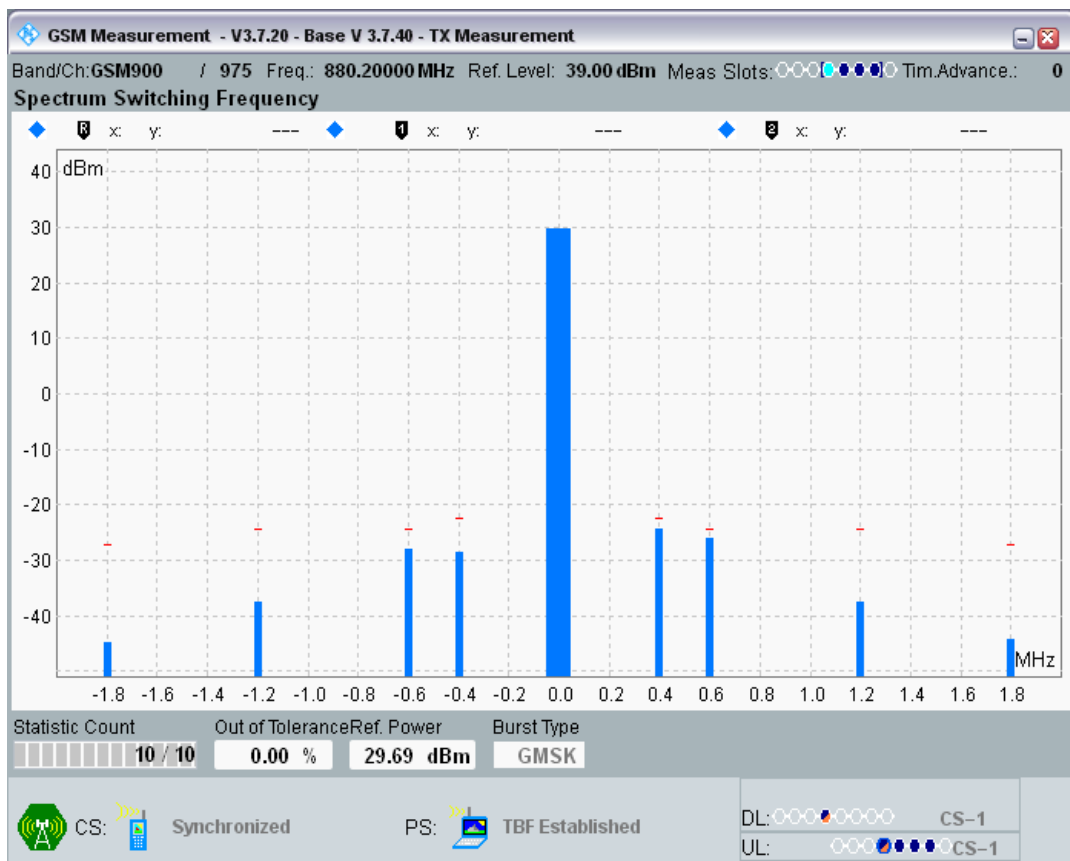 GSM Measurement - V3.7.20 - Base V 3.7.40 - TX Measurement
Band/Ch:GSM900 / 975 Freq.: 880.20000 MHz Ref. Level: 39.00 dBm Meas Slots: Tim.Advance.: 0
Spectrum Switching Frequency
R x: y: --- 1 x: y: --- 2 x: y: ---
dBm
40
30
20
10
0
-10
-20
-30
-40
MHz
-1.8 -1.6 -1.4 -1.2 -1.0 -0.8 -0.6 -0.4 -0.2 0.0 0.2 0.4 0.6 0.8 1.0 1.2 1.4 1.6 1.8
Statistic Count Out of Tolerance Ref. Power Burst Type
10 / 10 0.00 % 29.69 dBm GMSK
CS: Synchronized PS: TBF Established
DL: CS-1
UL: CS-1